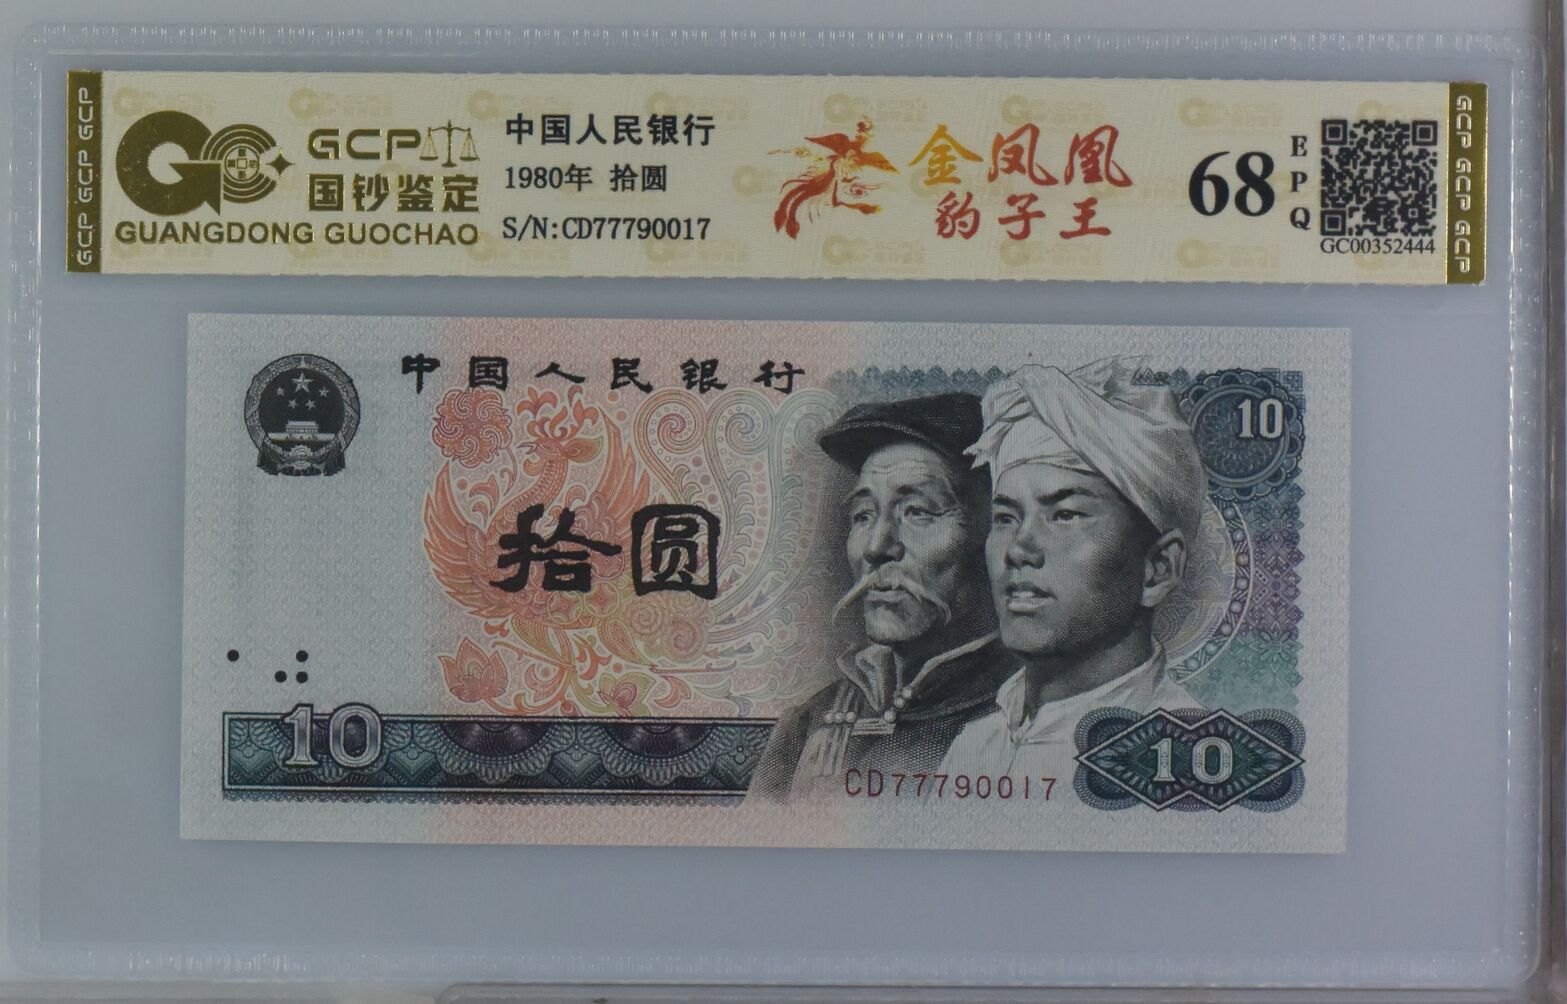 GCP GCP GCP
GCP
国钞鉴定
GUANGDONG GUOCHAO
中国人民银行
1980年 拾圆
S/N:CD77790017
金凤凰
豹子王
68
EPQ
GC00352444
GCP GCP GCP
中国人民银行
10
拾圆
10
CD77790017
10